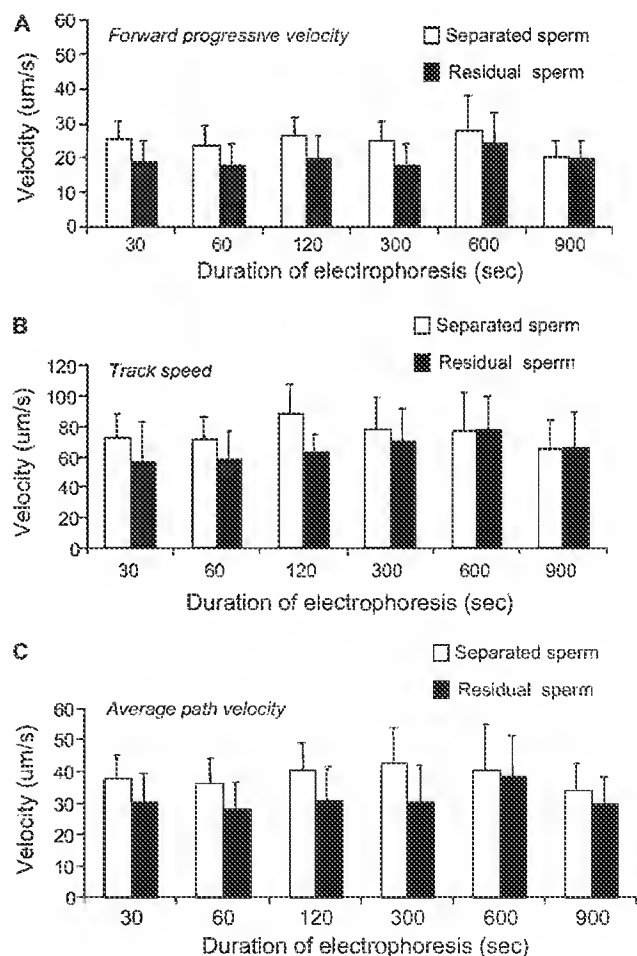 A
Forward progressive velocity
Separated sperm
Residual sperm
Velocity (um/s)
60
50
40
30
20
10
0
30 60 120 300 600 900
Duration of electrophoresis (sec)
B
Separated sperm
Residual sperm
Track speed
Velocity (um/s)
120
100
80
60
40
20
0
30 60 120 300 600 900
Duration of electrophoresis (sec)
C
Separated sperm
Residual sperm
Average path velocity
Velocity (um/s)
60
50
40
30
20
10
0
30 60 120 300 600 900
Duration of electrophoresis (sec)